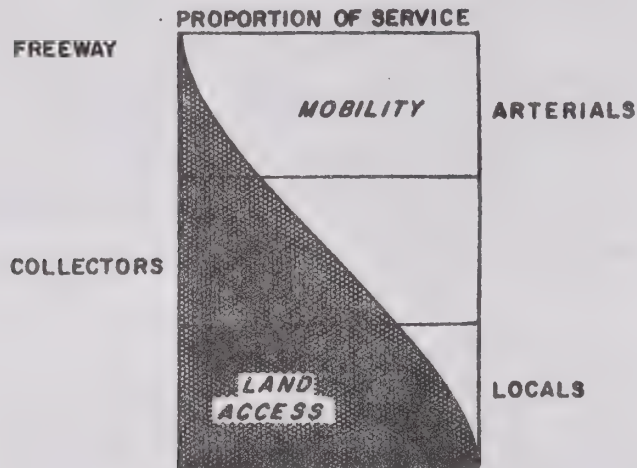 PROPORTION OF SERVICE
FREEWAY
MOBILITY
ARTERIALS
COLLECTORS
LAND
ACCESS
LOCALS